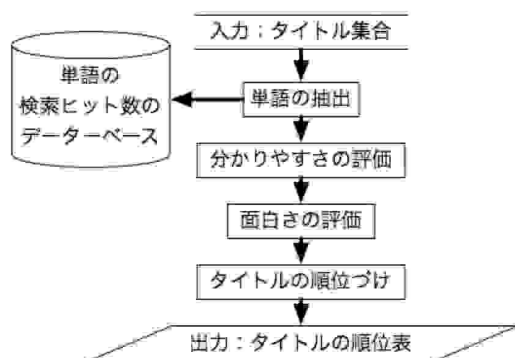 入力：タイトル集合
単語の
検索ヒット数の
データーベース
単語の抽出
分かりやすさの評価
面白さの評価
タイトルの順位づけ
出力：タイトルの順位表